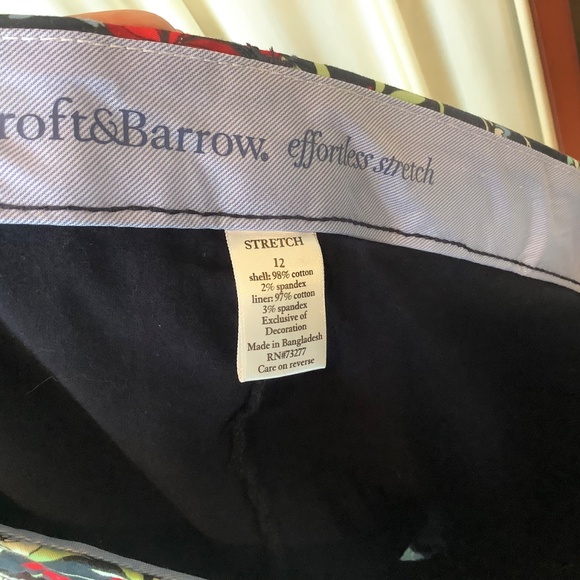 roft&Barrow. effortless stretch
STRETCH
12
shell: 98% cotton
2% spandex
liner: 97% cotton
3% spandex
Exclusive of
Decoration
Made in Bangladesh
RN#73277
Care on reverse